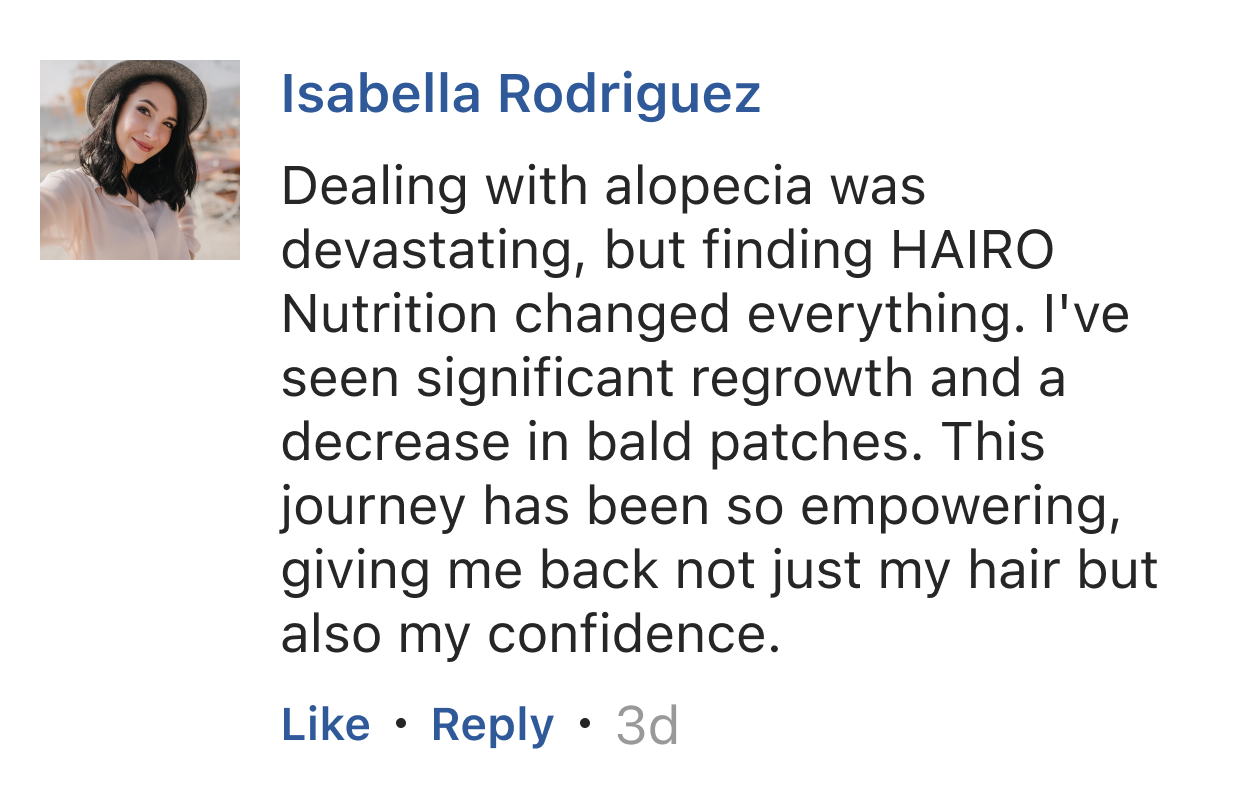 Isabella Rodriguez
Dealing with alopecia was
devastating, but finding HAIRO
Nutrition changed everything. I've
seen significant regrowth and a
decrease in bald patches. This
journey has been so empowering,
giving me back not just my hair but
also my confidence.
Like • Reply • 3d